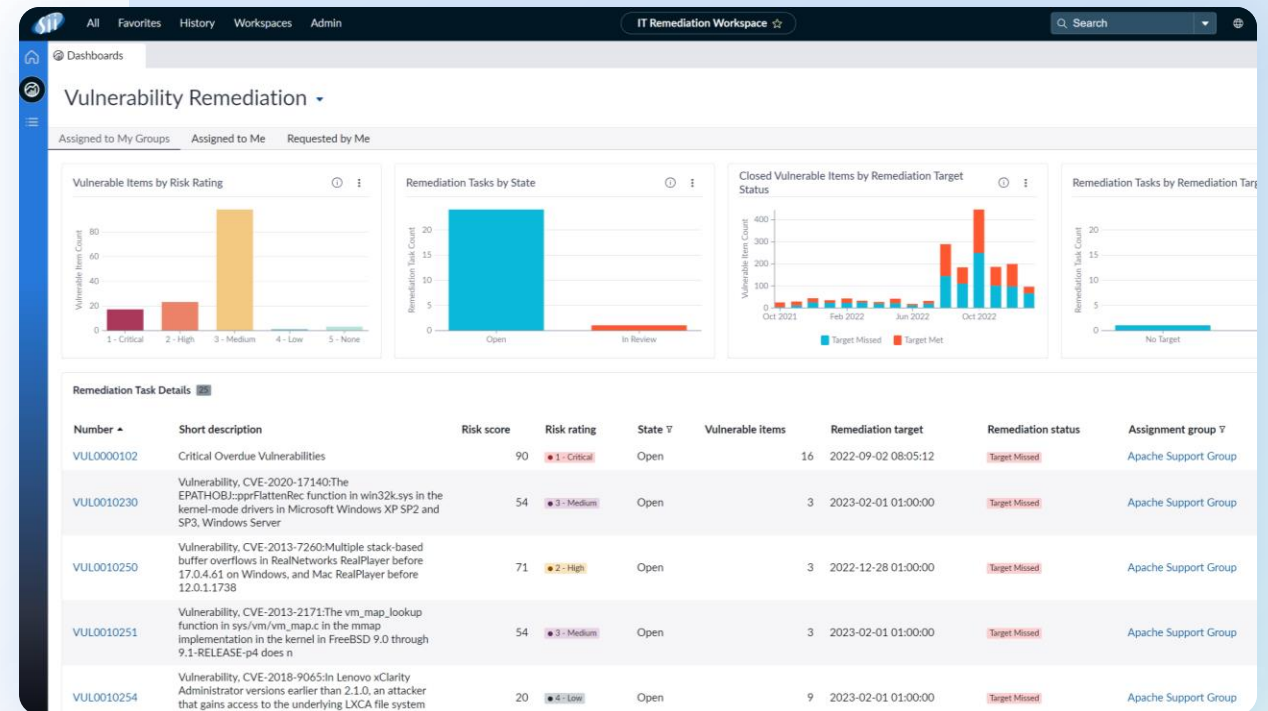 Sii All Favorites History Workspaces Admin IT Remediation Workspace Search
Dashboards
Vulnerability Remediation
Assigned to My Groups Assigned to Me Requested by Me
Vulnerable Items by Risk Rating
Vulnerable Item Count
80
60
40
20
0
1 - Critical 2 - High 3 - Medium 4 - Low 5 - None
Remediation Tasks by State
Remediation Task Count
20
15
10
5
0
Open In Review
Closed Vulnerable Items by Remediation Target
Status
Vulnerable Item Count
400
300
200
100
0
Oct 2021 Feb 2022 Jun 2022 Oct 2022
Target Missed Target Met
Remediation Tasks by Remediation Targ
Remediation Task Count
20
15
10
5
0
No Target
Remediation Task Details 25
Number Short description Risk score Risk rating State Vulnerable items Remediation target Remediation status Assignment group
VUL0000102 Critical Overdue Vulnerabilities 90 1 - Critical Open 16 2022-09-02 08:05:12 Target Missed Apache Support Group
Vulnerability, CVE-2020-17140:The
EPATHOBJ::pprFlattenRec function in win32k.sys in the
VUL0010230 kernel-mode drivers in Microsoft Windows XP SP2 and 54 3 - Medium Open 3 2023-02-01 01:00:00 Target Missed Apache Support Group
SP3, Windows Server
Vulnerability, CVE-2013-7260:Multiple stack-based
buffer overflows in RealNetworks RealPlayer before
VUL0010250 17.0.4.61 on Windows, and Mac RealPlayer before 71 2 - High Open 3 2022-12-28 01:00:00 Target Missed Apache Support Group
12.0.1.1738
Vulnerability, CVE-2013-2171:The vm_map_lookup
function in sys/vm/vm_map.c in the mmap
VUL0010251 implementation in the kernel in FreeBSD 9.0 through 54 3 - Medium Open 3 2023-02-01 01:00:00 Target Missed Apache Support Group
9.1-RELEASE-p4 does n
Vulnerability, CVE-2018-9065:In Lenovo xClarity
Administrator versions earlier than 2.1.0, an attacker
VUL0010254 that gains access to the underlying LXCA file system 20 4 - Low Open 9 2023-02-01 01:00:00 Target Missed Apache Support Group